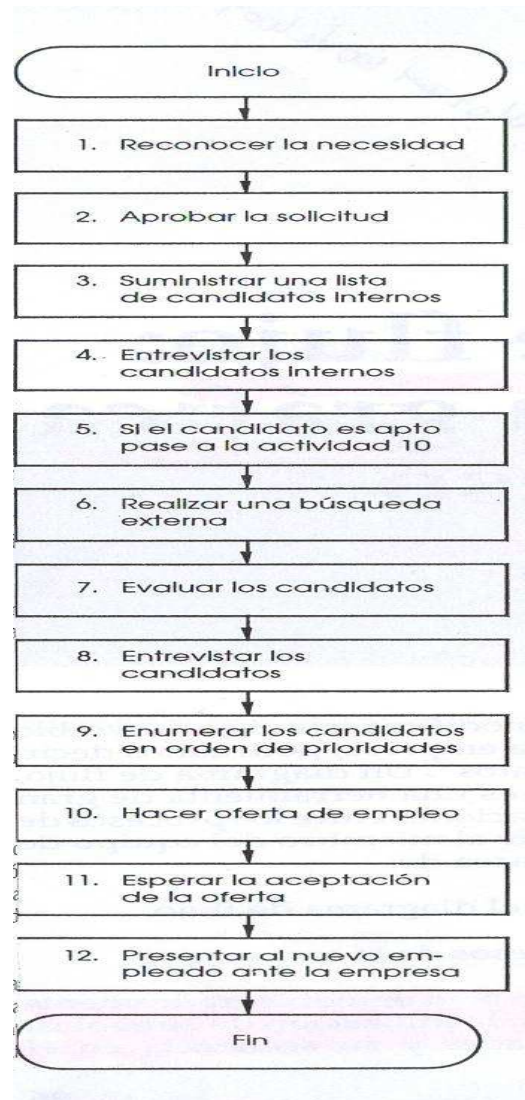 Inicio
1. Reconocer la necesidad
2. Aprobar la solicitud
3. Suministrar una lista
de candidatos internos
4. Entrevistar los
candidatos internos
5. Si el candidato es apto
pase a la actividad 10
6. Realizar una búsqueda
externa
7. Evaluar los candidatos
8. Entrevistar los
candidatos
9. Enumerar los candidatos
en orden de prioridades
10. Hacer oferta de empleo
11. Esperar la aceptación
de la oferta
12. Presentar al nuevo em-
pleado ante la empresa
Fin